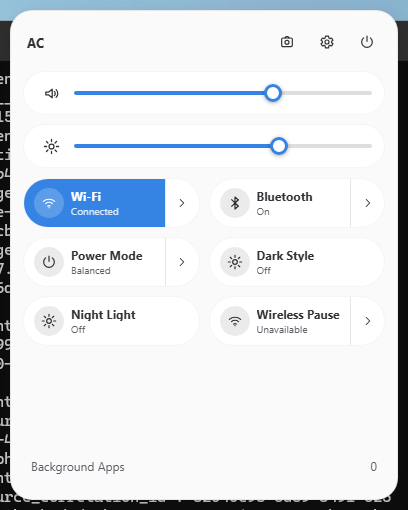 AC
Wi-Fi
Connected
Bluetooth
On
Power Mode
Balanced
Dark Style
Off
Night Light
Off
Wireless Pause
Unavailable
Background Apps
0